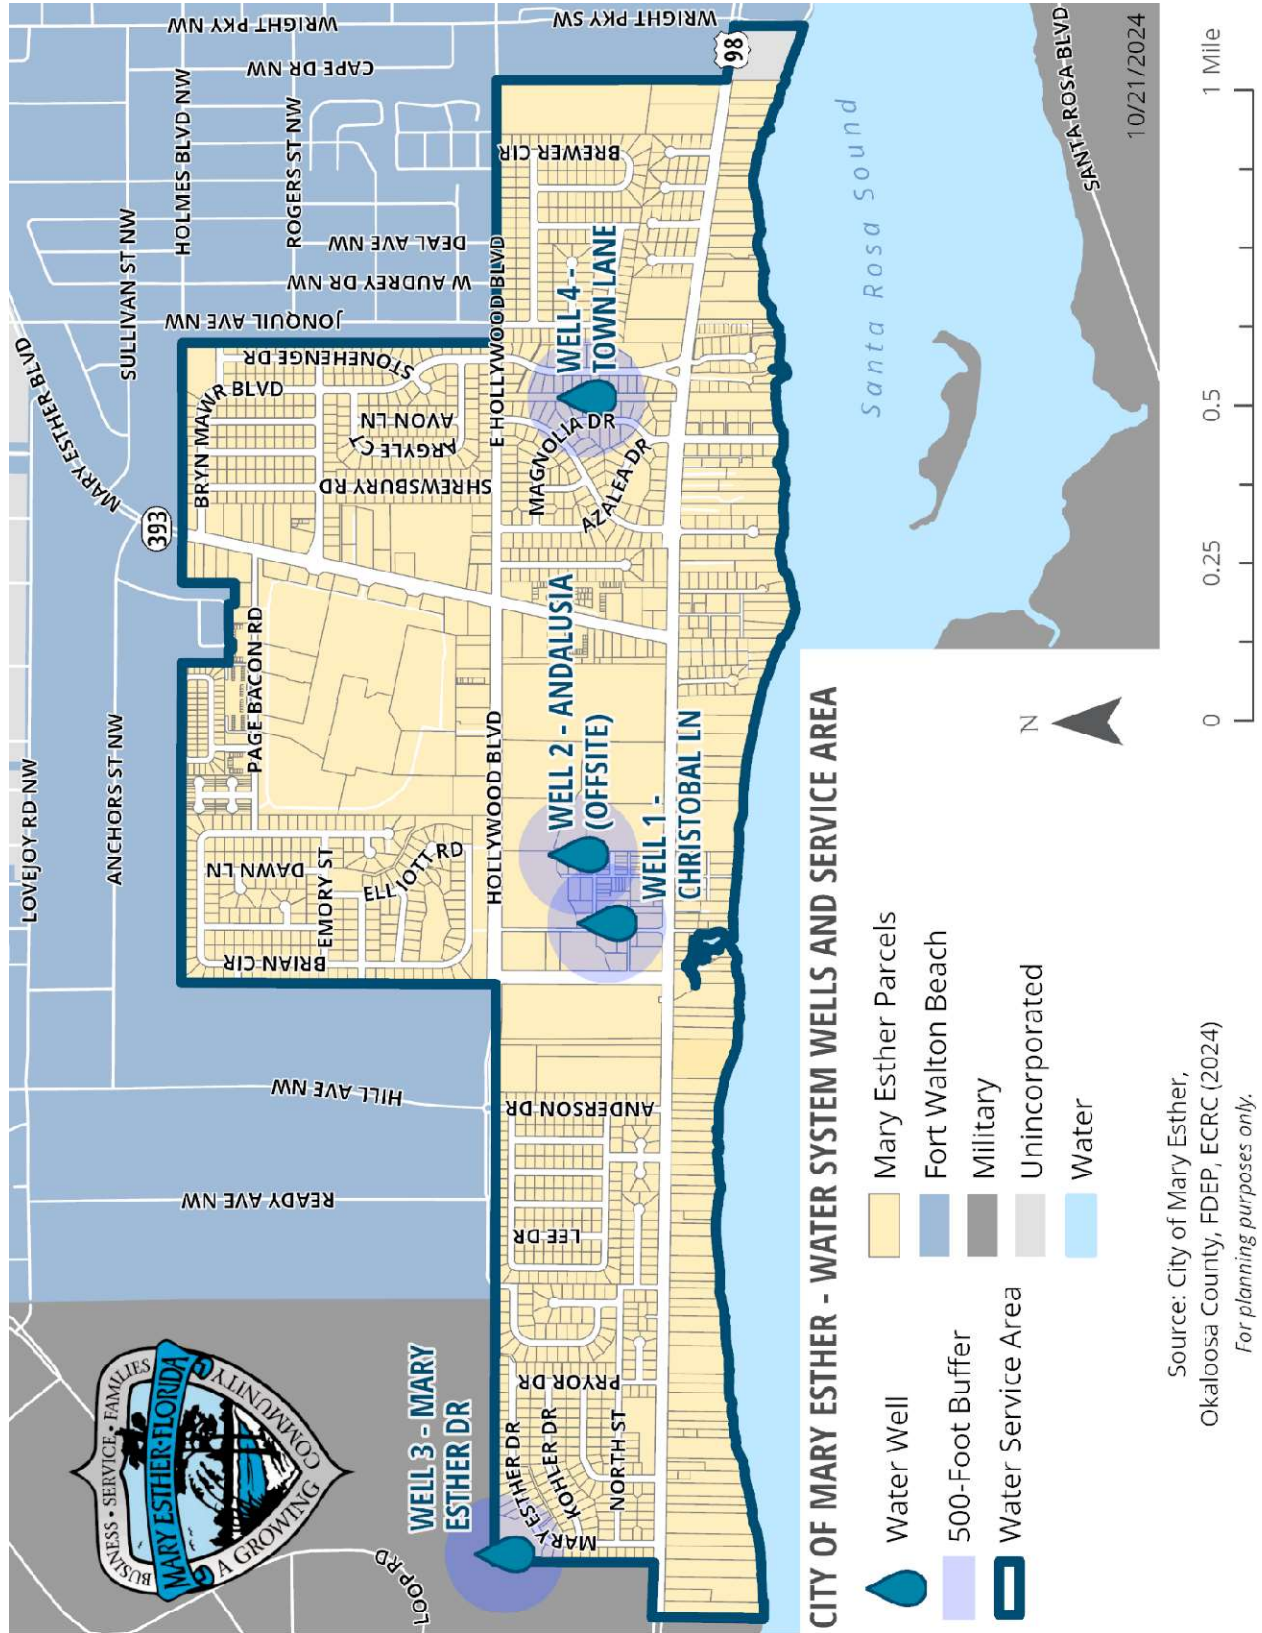 BUSINESS • SERVICE • FAMILIES
MARY ESTHER • FLORIDA
A GROWING COMMUNITY
LOVEJOY RD NW
ANCHORS ST NW
MARY ESTHER BLVD
393
SULLIVAN ST NW
HOLMES BLVD NW
ROGERS ST NW
WRIGHT PKY NW
CAPE DR NW
DEAL AVE NW
W AUDREY DR NW
JONQUIL AVE NW
READY AVE NW
HILL AVE NW
LOOP RD
WRIGHT PKY SW
98
BRIAN CIR
DAWN LN
EMORY ST
ELLIOTT RD
PAGE BACON RD
BRYN MAWR BLVD
STONEHENGE DR
AVON LN
ARGYLE CT
SHREWSBURY RD
HOLLYWOOD BLVD
E HOLLYWOOD BLVD
WELL 3 - MARY
ESTHER DR
MARY ESTHER DR
KOHLER DR
PRYOR DR
NORTH ST
LEE DR
ANDERSON DR
WELL 2 - ANDALUSIA
(OFFSITE)
WELL 1 -
CHRISTOBAL LN
MAGNOLIA DR
AZALEA DR
WELL 4 -
TOWN LANE
BREWER CIR
Santa Rosa Sound
SANTA ROSA BLVD
10/21/2024
CITY OF MARY ESTHER - WATER SYSTEM WELLS AND SERVICE AREA
Water Well
500-Foot Buffer
Water Service Area
Mary Esther Parcels
Fort Walton Beach
Military
Unincorporated
Water
N
0 0.25 0.5 1 Mile
Source: City of Mary Esther,
Okaloosa County, FDEP, ECRC (2024)
For planning purposes only.